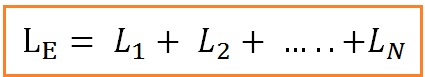 L_E = L_1 + L_2 + ….. +L_N